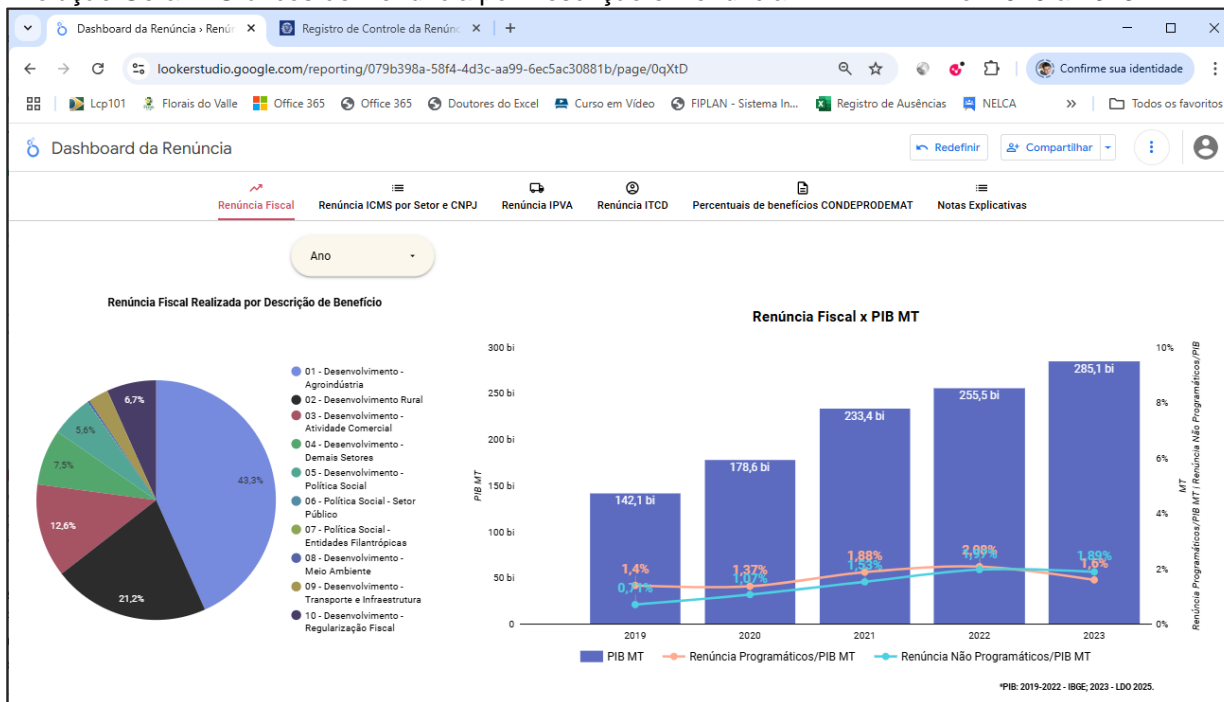 Dashboard da Renúncia › Renún
Registro de Controle da Renúnc
lookerstudio.google.com/reporting/079b398a-58f4-4d3c-aa99-6ec5ac30881b/page/0qXtD
Confirme sua identidade
Lcp101
Florais do Valle
Office 365
Office 365
Doutores do Excel
Curso em Vídeo
FIPLAN - Sistema In...
Registro de Ausências
NELCA
Todos os favoritos
Dashboard da Renúncia
Redefinir
Compartilhar
Renúncia Fiscal
Renúncia ICMS por Setor e CNPJ
Renúncia IPVA
Renúncia ITCD
Percentuais de benefícios CONDEPRODEMAT
Notas Explicativas
Ano
Renúncia Fiscal Realizada por Descrição de Benefício
43,3%
21,2%
12,6%
7,5%
5,6%
6,7%
01 - Desenvolvimento -
Agroindústria
02 - Desenvolvimento Rural
03 - Desenvolvimento -
Atividade Comercial
04 - Desenvolvimento -
Demais Setores
05 - Desenvolvimento -
Política Social
06 - Política Social - Setor
Público
07 - Política Social -
Entidades Filantrópicas
08 - Desenvolvimento -
Meio Ambiente
09 - Desenvolvimento -
Transporte e Infraestrutura
10 - Desenvolvimento -
Regularização Fiscal
Renúncia Fiscal x PIB MT
300 bi
250 bi
200 bi
150 bi
100 bi
50 bi
0
PIB MT
142,1 bi
178,6 bi
233,4 bi
255,5 bi
285,1 bi
1,4%
1,37%
1,88%
2,08%
1,6%
0,71%
1,07%
1,53%
1,97%
1,89%
2019
2020
2021
2022
2023
10%
8%
6%
4%
2%
0%
Renúncia Programáticos/PIB MT | Renúncia Não Programáticos/PIB
MT
PIB MT
Renúncia Programáticos/PIB MT
Renúncia Não Programáticos/PIB MT
*PIB: 2019-2022 - IBGE; 2023 - LDO 2025.